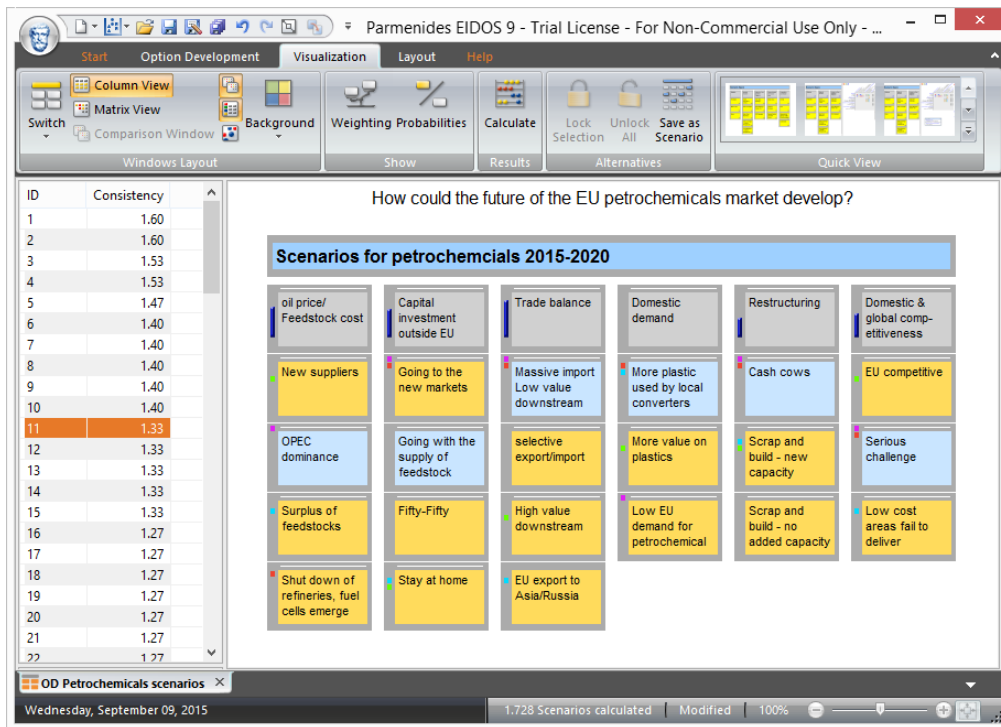 Parmenides EIDOS 9 - Trial License - For Non-Commercial Use Only - ...
Start Option Development Visualization Layout Help
Switch
Column View
Matrix View
Comparison Window
Background
Windows Layout
Weighting Probabilities
Show
Calculate
Results
Lock Selection
Unlock All
Save as Scenario
Alternatives
Quick View
ID Consistency
1 1.60
2 1.60
3 1.53
4 1.53
5 1.47
6 1.40
7 1.40
8 1.40
9 1.40
10 1.40
11 1.33
12 1.33
13 1.33
14 1.33
15 1.33
16 1.27
17 1.27
18 1.27
19 1.27
20 1.27
21 1.27
22 1.27
How could the future of the EU petrochemicals market develop?
Scenarios for petrochemcials 2015-2020
oil price/
Feedstock cost
Capital
investment
outside EU
Trade balance
Domestic
demand
Restructuring
Domestic &
global comp-
etitiveness
New suppliers
Going to the
new markets
Massive import
Low value
downstream
More plastic
used by local
converters
Cash cows
EU competitive
OPEC
dominance
Going with the
supply of
feedstock
selective
export/import
More value on
plastics
Scrap and
build - new
capacity
Serious
challenge
Surplus of
feedstocks
Fifty-Fifty
High value
downstream
Low EU
demand for
petrochemical
Scrap and
build - no
added capacity
Low cost
areas fail to
deliver
Shut down of
refineries, fuel
cells emerge
Stay at home
EU export to
Asia/Russia
OD Petrochemicals scenarios
Wednesday, September 09, 2015
1.728 Scenarios calculated
Modified
100%